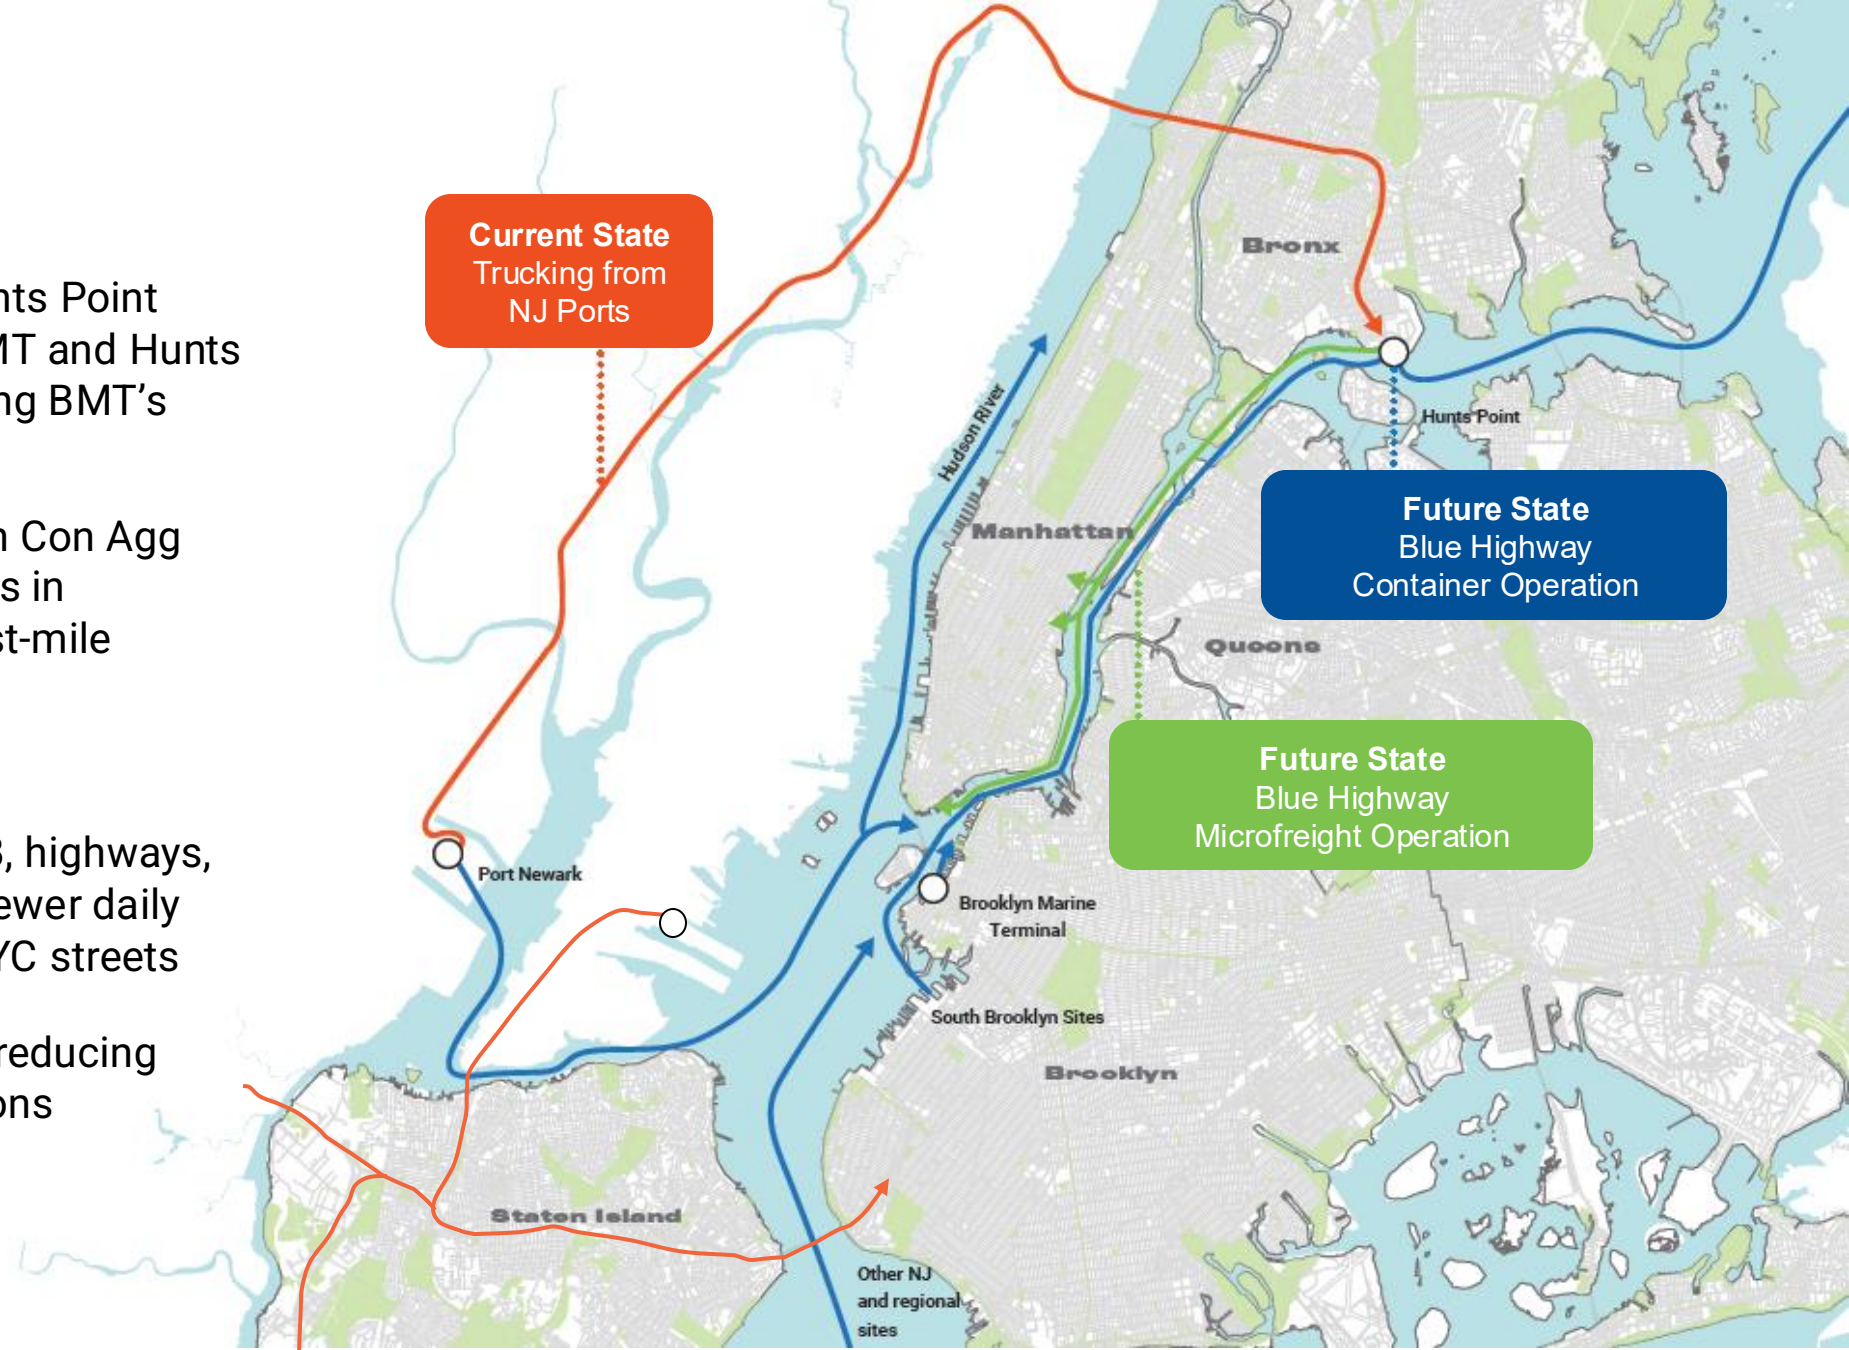 nts Point
MT and Hunts
ng BMT’s
n Con Agg
s in
st-mile
, highways,
ewer daily
YC streets
reducing
ons
Current State
Trucking from
NJ Ports
Bronx
Hudson River
Hunts Point
Manhattan
Future State
Blue Highway
Container Operation
Queens
Future State
Blue Highway
Microfreight Operation
Port Newark
Brooklyn Marine
Terminal
South Brooklyn Sites
Brooklyn
Staten Island
Other NJ
and regional
sites